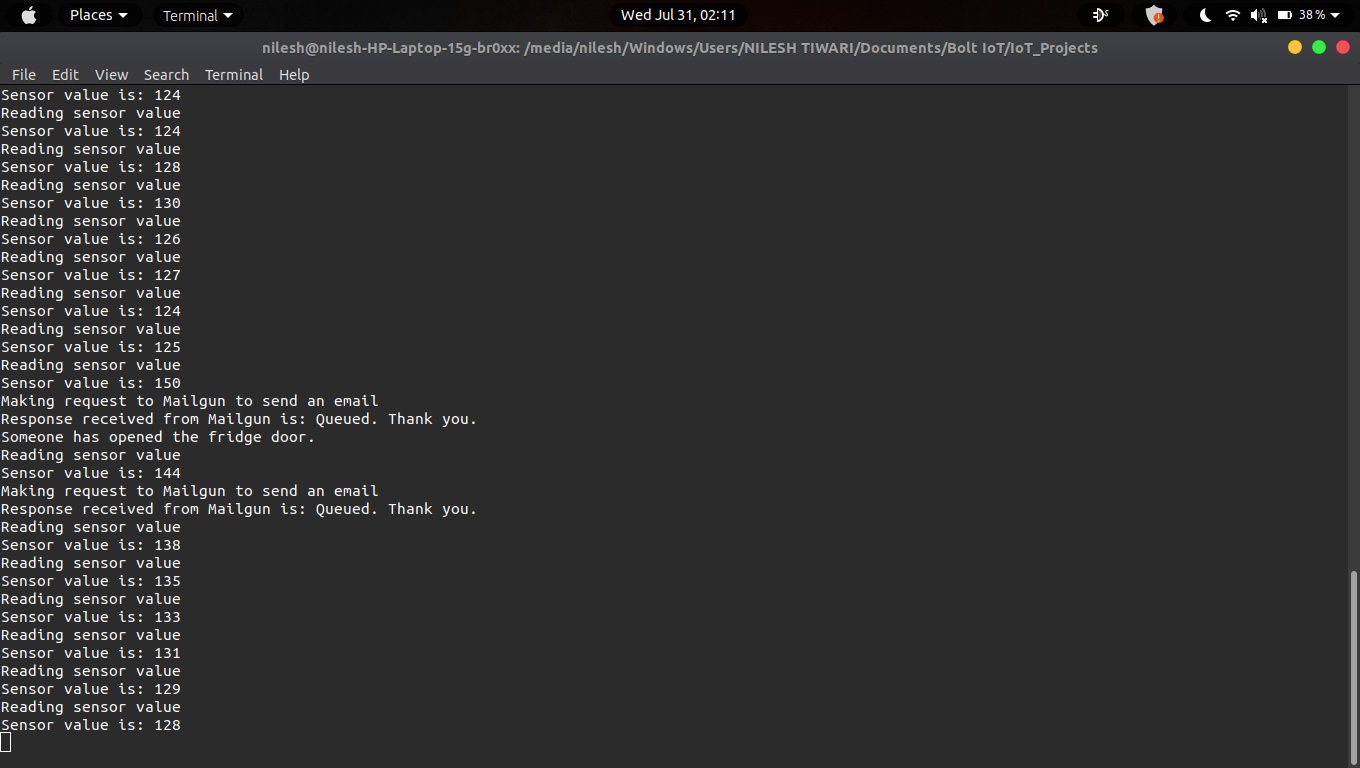 Places Terminal Wed Jul 31, 02:11 38 %
nilesh@nilesh-HP-Laptop-15g-br0xx: /media/nilesh/Windows/Users/NILESH TIWARI/Documents/Bolt IoT/IoT_Projects
File Edit View Search Terminal Help
Sensor value is: 124
Reading sensor value
Sensor value is: 124
Reading sensor value
Sensor value is: 128
Reading sensor value
Sensor value is: 130
Reading sensor value
Sensor value is: 126
Reading sensor value
Sensor value is: 127
Reading sensor value
Sensor value is: 124
Reading sensor value
Sensor value is: 125
Reading sensor value
Sensor value is: 150
Making request to Mailgun to send an email
Response received from Mailgun is: Queued. Thank you.
Someone has opened the fridge door.
Reading sensor value
Sensor value is: 144
Making request to Mailgun to send an email
Response received from Mailgun is: Queued. Thank you.
Reading sensor value
Sensor value is: 138
Reading sensor value
Sensor value is: 135
Reading sensor value
Sensor value is: 133
Reading sensor value
Sensor value is: 131
Reading sensor value
Sensor value is: 129
Reading sensor value
Sensor value is: 128